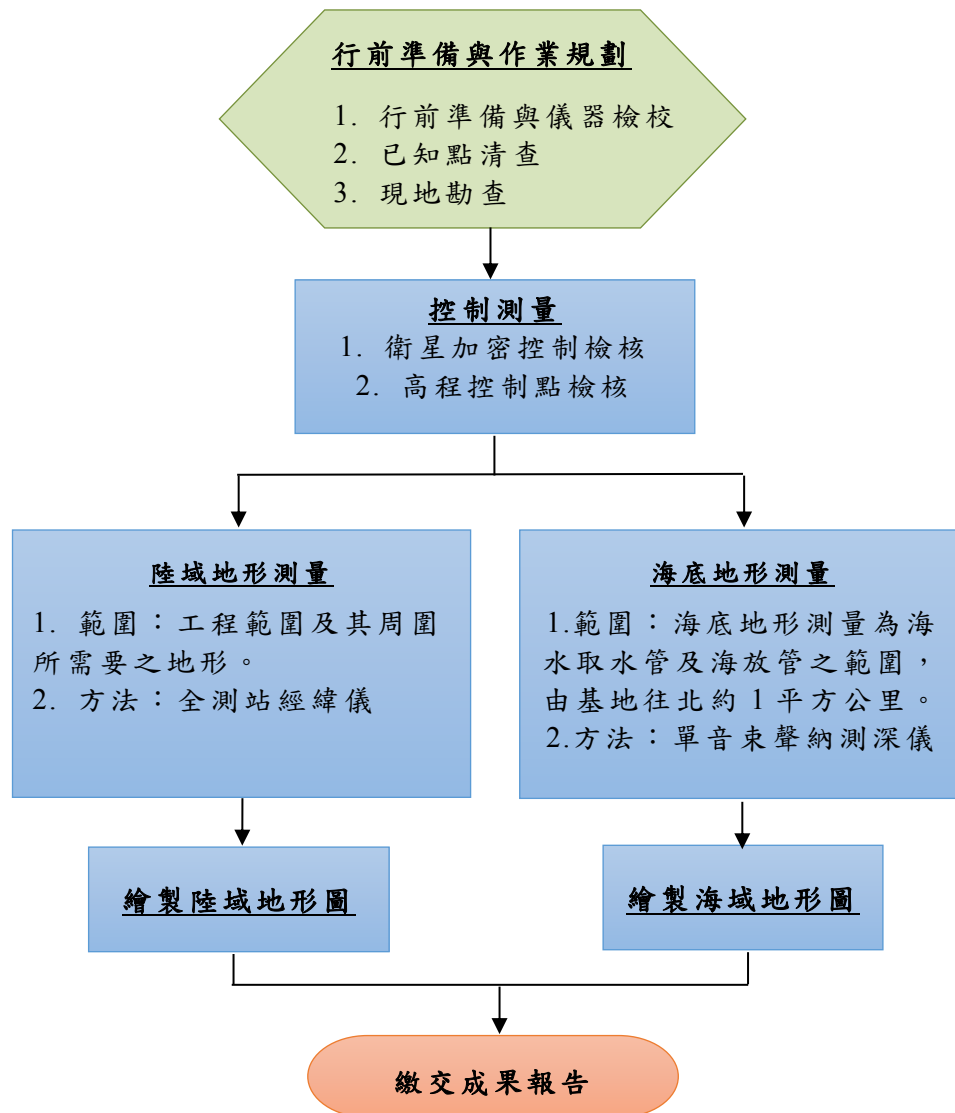 行前準備與作業規劃
1. 行前準備與儀器檢校
2. 已知點清查
3. 現地勘查
控制測量
1. 衛星加密控制檢核
2. 高程控制點檢核
陸域地形測量
1. 範圍：工程範圍及其周圍
所需要之地形。
2. 方法：全測站經緯儀
海底地形測量
1.範圍：海底地形測量為海
水取水管及海放管之範圍，
由基地往北約 1 平方公里。
2.方法：單音束聲納測深儀
繪製陸域地形圖
繪製海域地形圖
繳交成果報告